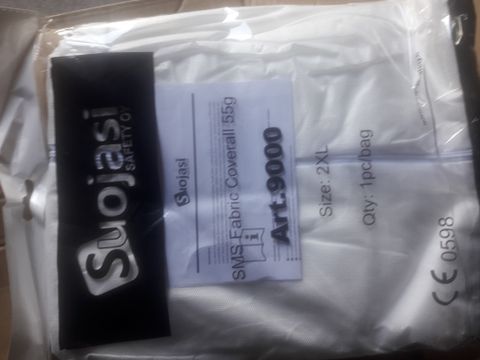 Suojasi
SAFETY OY
Suojasi
SMS Fabric Coverall 55g
Art.9000
Size: 2XL
Qty: 1pc/bag
CE 0598